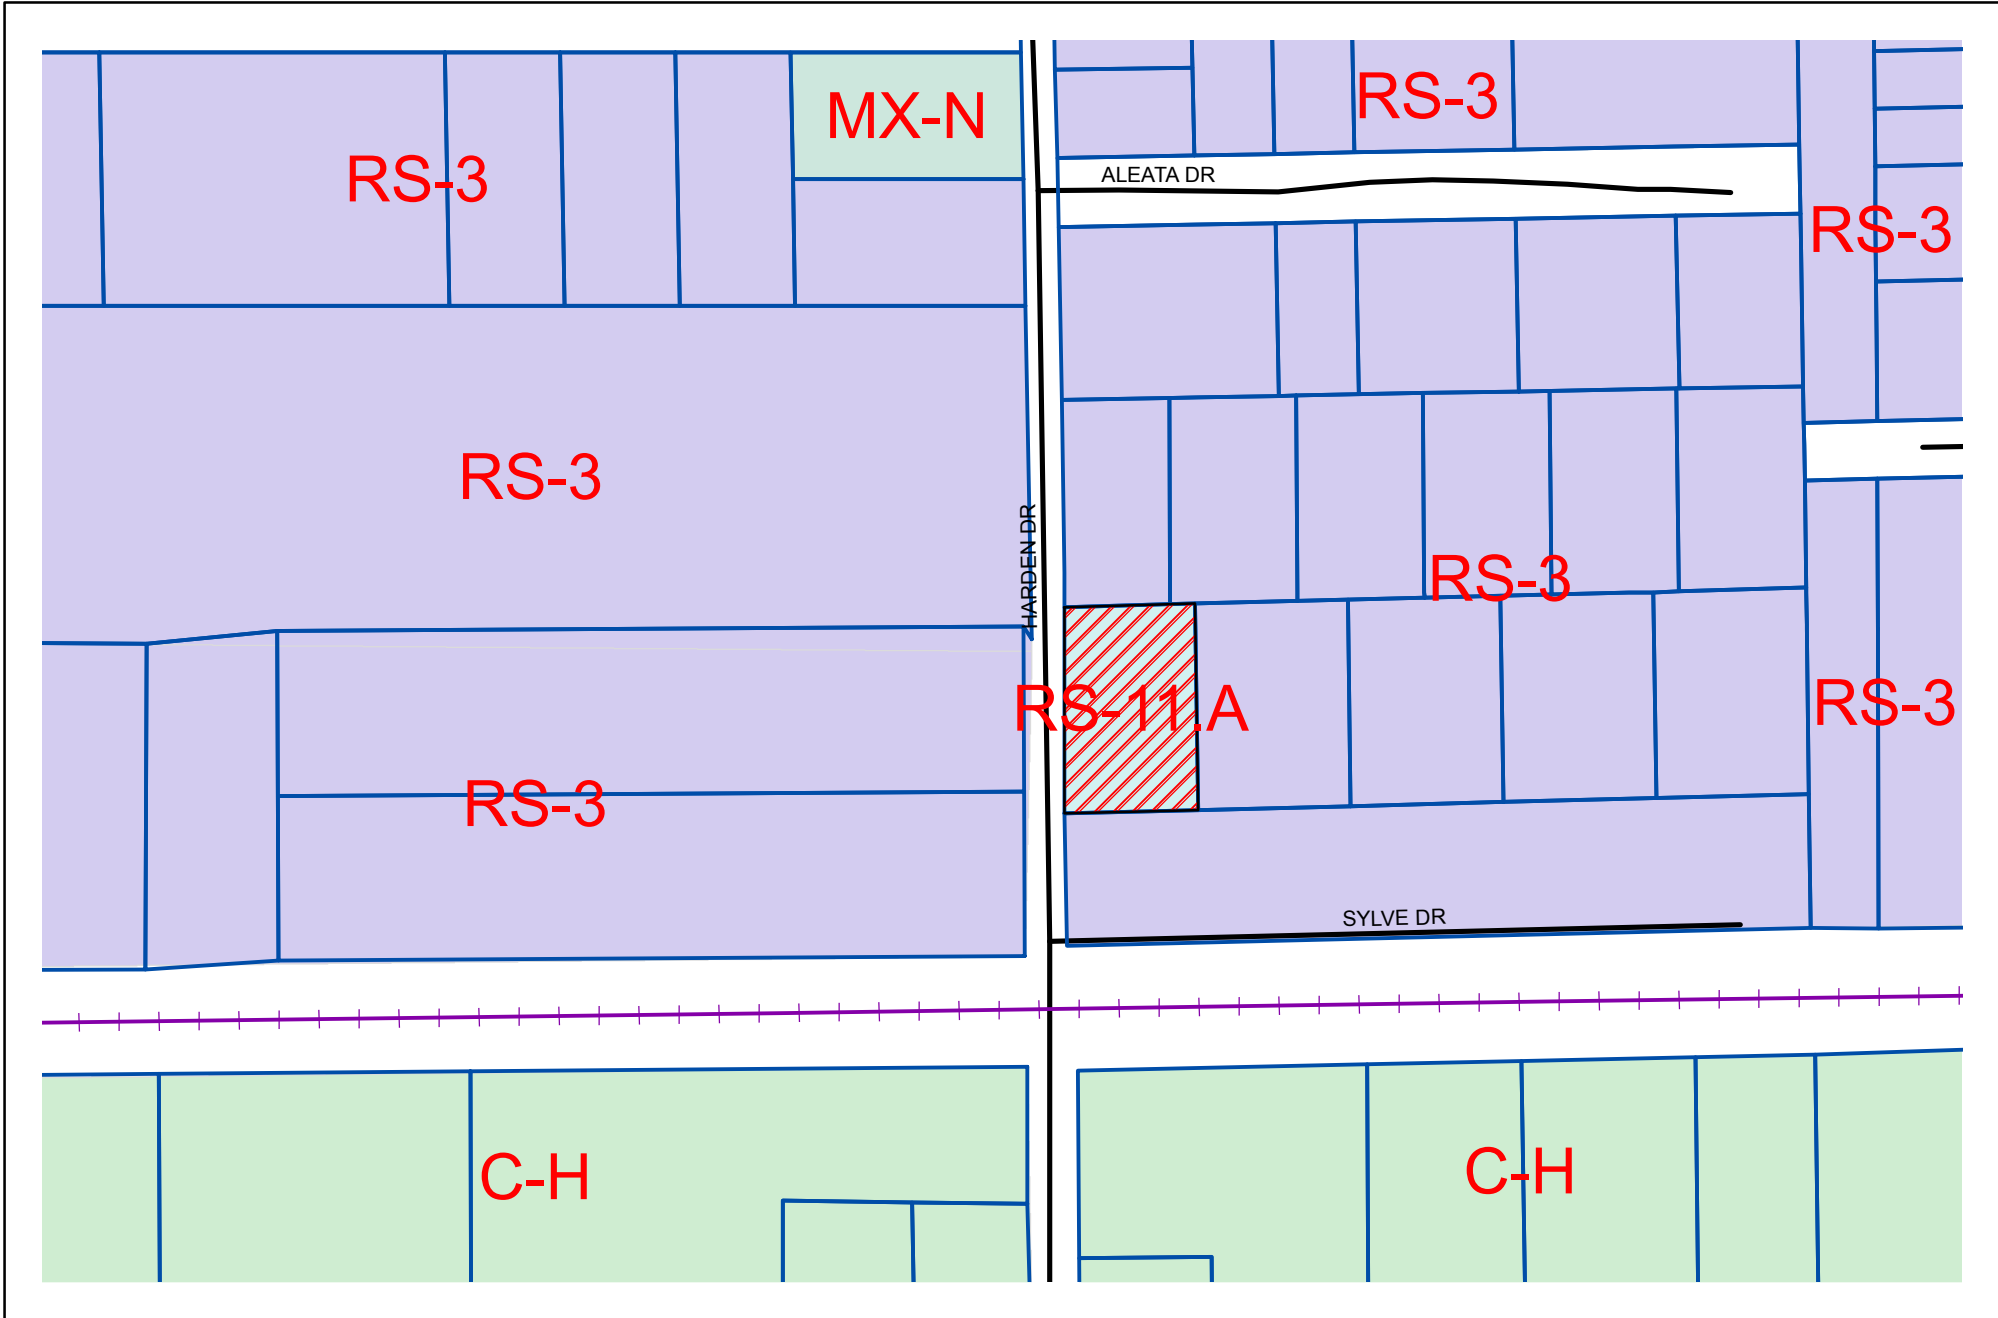 RS-3
MX-N
RS-3
ALEATA DR
RS-3
RS-3
HARDEN DR
RS-3
RS-11.A
RS-3
RS-3
SYLVE DR
C-H
C-H